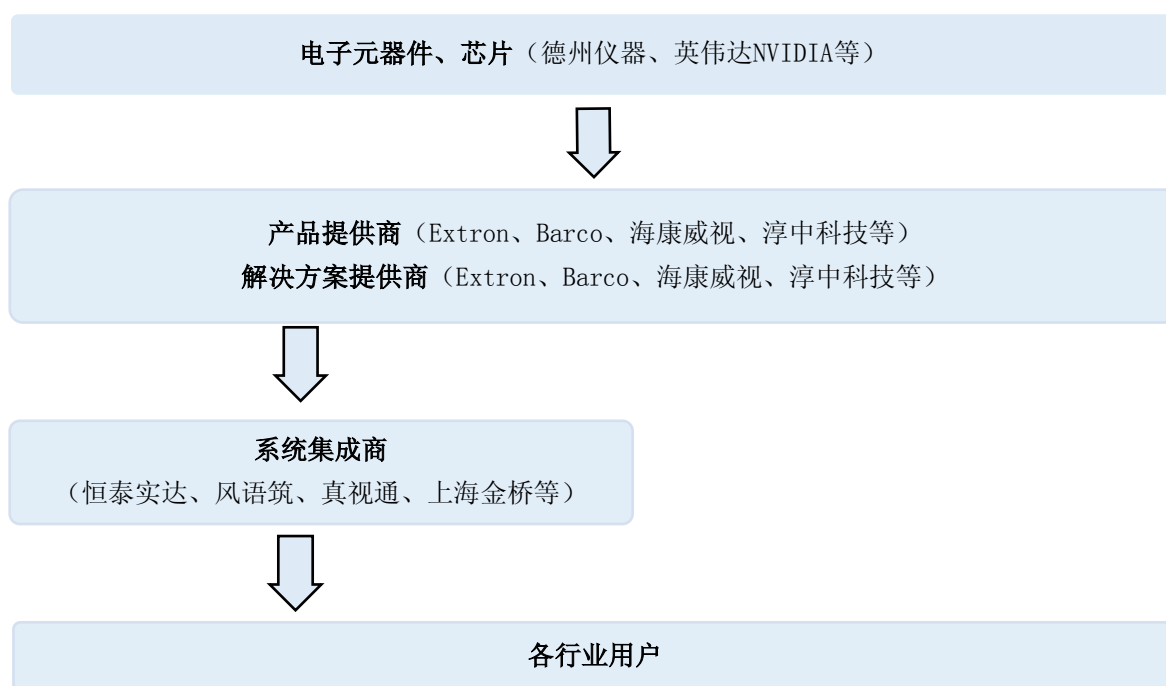 电子元器件、芯片（德州仪器、英伟达NVIDIA等）
产品提供商（Extron、Barco、海康威视、淳中科技等）
解决方案提供商（Extron、Barco、海康威视、淳中科技等）
系统集成商
（恒泰实达、风语筑、真视通、上海金桥等）
各行业用户